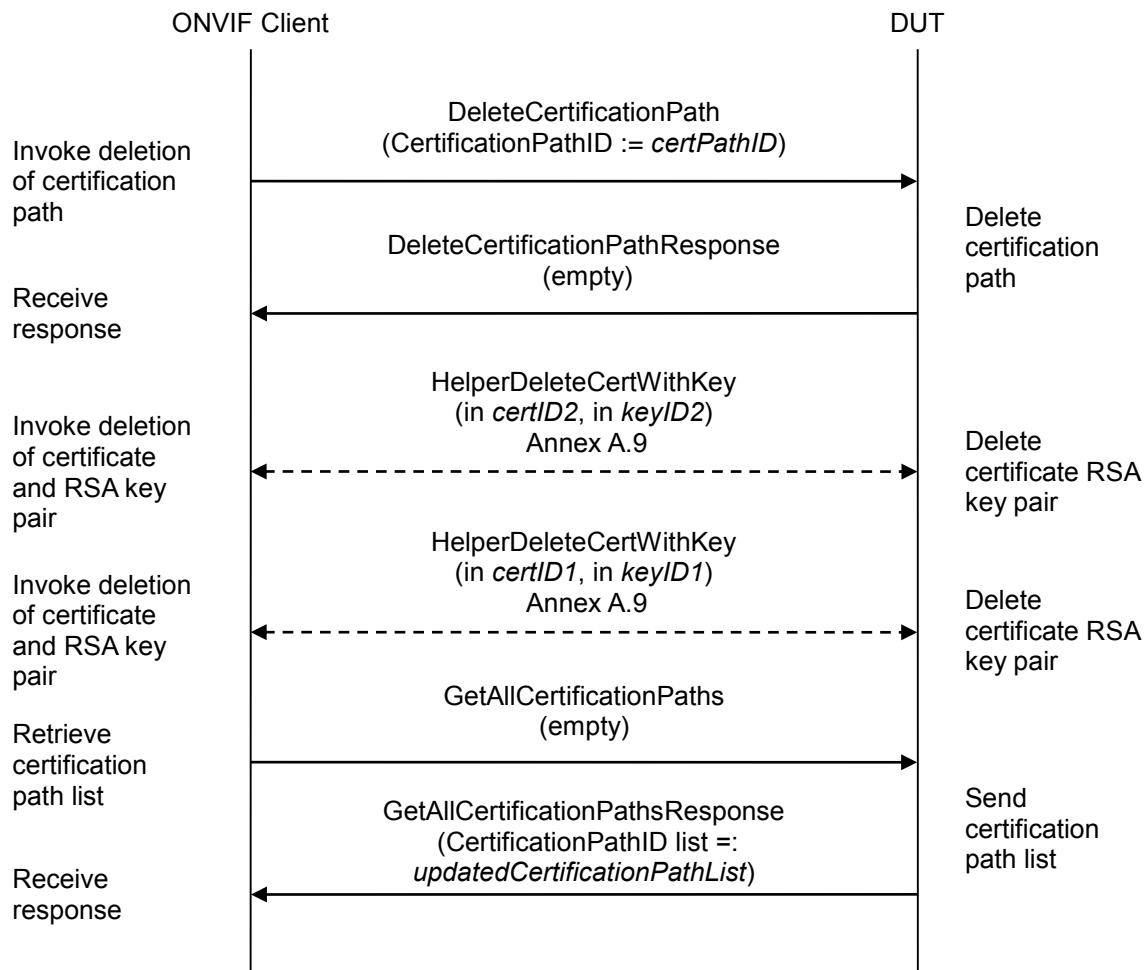 ONVIF Client
DUT
DeleteCertificationPath
(CertificationPathID := certPathID)
Invoke deletion
of certification
path
Delete
certification
path
DeleteCertificationPathResponse
(empty)
Receive
response
HelperDeleteCertWithKey
(in certID2, in keyID2)
Annex A.9
Invoke deletion
of certificate
and RSA key
pair
Delete
certificate RSA
key pair
HelperDeleteCertWithKey
(in certID1, in keyID1)
Annex A.9
Invoke deletion
of certificate
and RSA key
pair
Delete
certificate RSA
key pair
GetAllCertificationPaths
(empty)
Retrieve
certification
path list
GetAllCertificationPathsResponse
(CertificationPathID list =:
updatedCertificationPathList)
Send
certification
path list
Receive
response